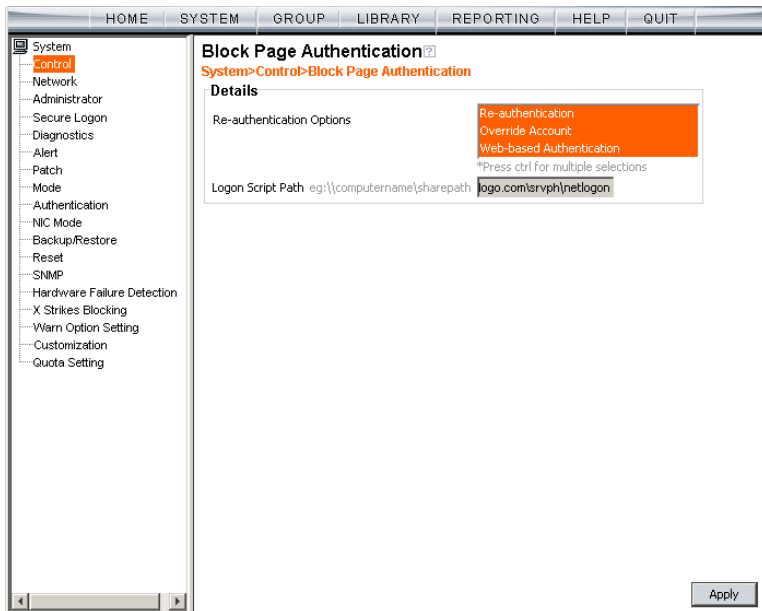 HOME SYSTEM GROUP LIBRARY REPORTING HELP QUIT
System
Control
Network
Administrator
Secure Logon
Diagnostics
Alert
Patch
Mode
Authentication
NIC Mode
Backup/Restore
Reset
SNMP
Hardware Failure Detection
X Strikes Blocking
Warn Option Setting
Customization
Quota Setting
Block Page Authentication ?
System>Control>Block Page Authentication
Details
Re-authentication Options
Re-authentication
Override Account
Web-based Authentication
*Press ctrl for multiple selections
Logon Script Path eg:\\computername\sharepath logo.com\srvph\netlogon
Apply